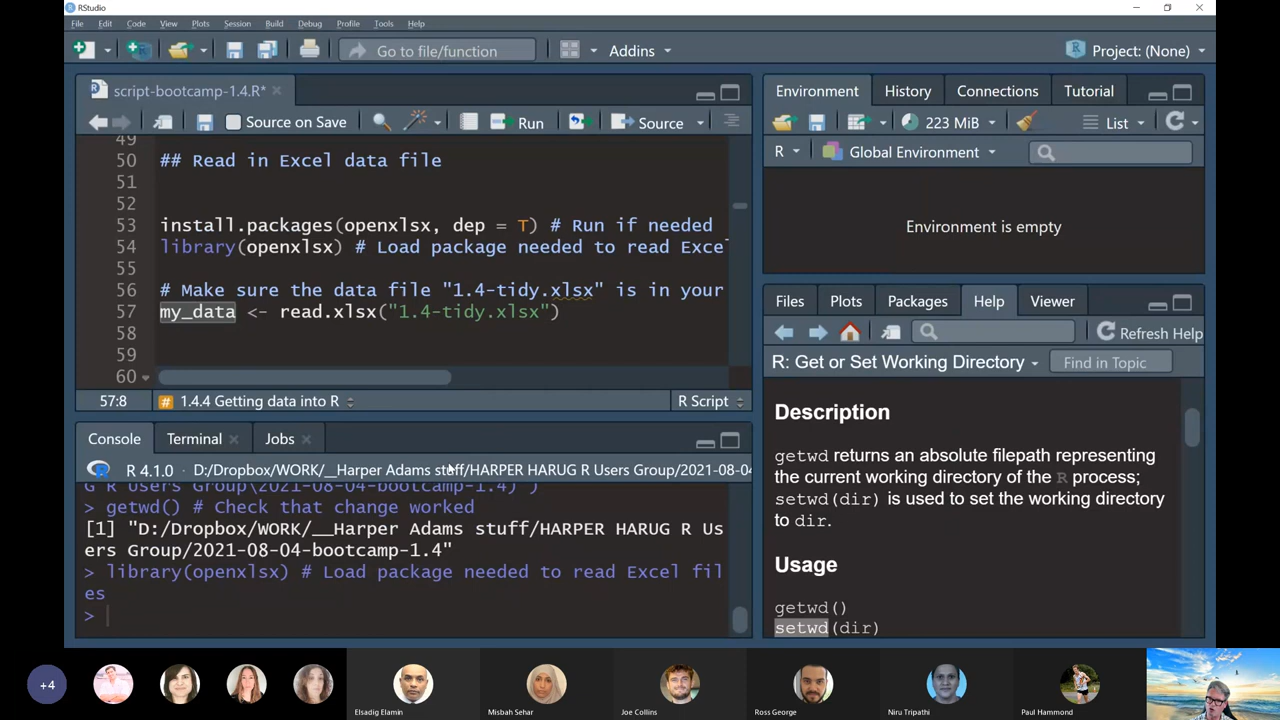 RStudio
File Edit Code View Plots Session Build Debug Profile Tools Help
Go to file/function Addins Project: (None)
script-bootcamp-1.4.R*
Source on Save Run Source
49
50 ## Read in Excel data file
51
52
53 install.packages(openxlsx, dep = T) # Run if needed
54 library(openxlsx) # Load package needed to read Exce
55
56 # Make sure the data file "1.4-tidy.xlsx" is in your
57 my_data <- read.xlsx("1.4-tidy.xlsx")
58
59
60
57:8 # 1.4.4 Getting data into R R Script
Console Terminal Jobs
R 4.1.0 · D:/Dropbox/WORK/__Harper Adams stuff/HARPER HARUG R Users Group/2021-08-04
G R Users Group\2021-08-04-bootcamp-1.4)")
> getwd() # Check that change worked
[1] "D:/Dropbox/WORK/__Harper Adams stuff/HARPER HARUG R Us
ers Group/2021-08-04-bootcamp-1.4"
> library(openxlsx) # Load package needed to read Excel fil
es
>
Environment History Connections Tutorial
223 MiB List
R Global Environment
Environment is empty
Files Plots Packages Help Viewer
Refresh Help
R: Get or Set Working Directory Find in Topic
Description
getwd returns an absolute filepath representing
the current working directory of the R process;
setwd(dir) is used to set the working directory
to dir.
Usage
getwd()
setwd(dir)
+4
Elsadig Elamin Misbah Sehar Joe Collins Ross George Niru Tripathi Paul Hammond